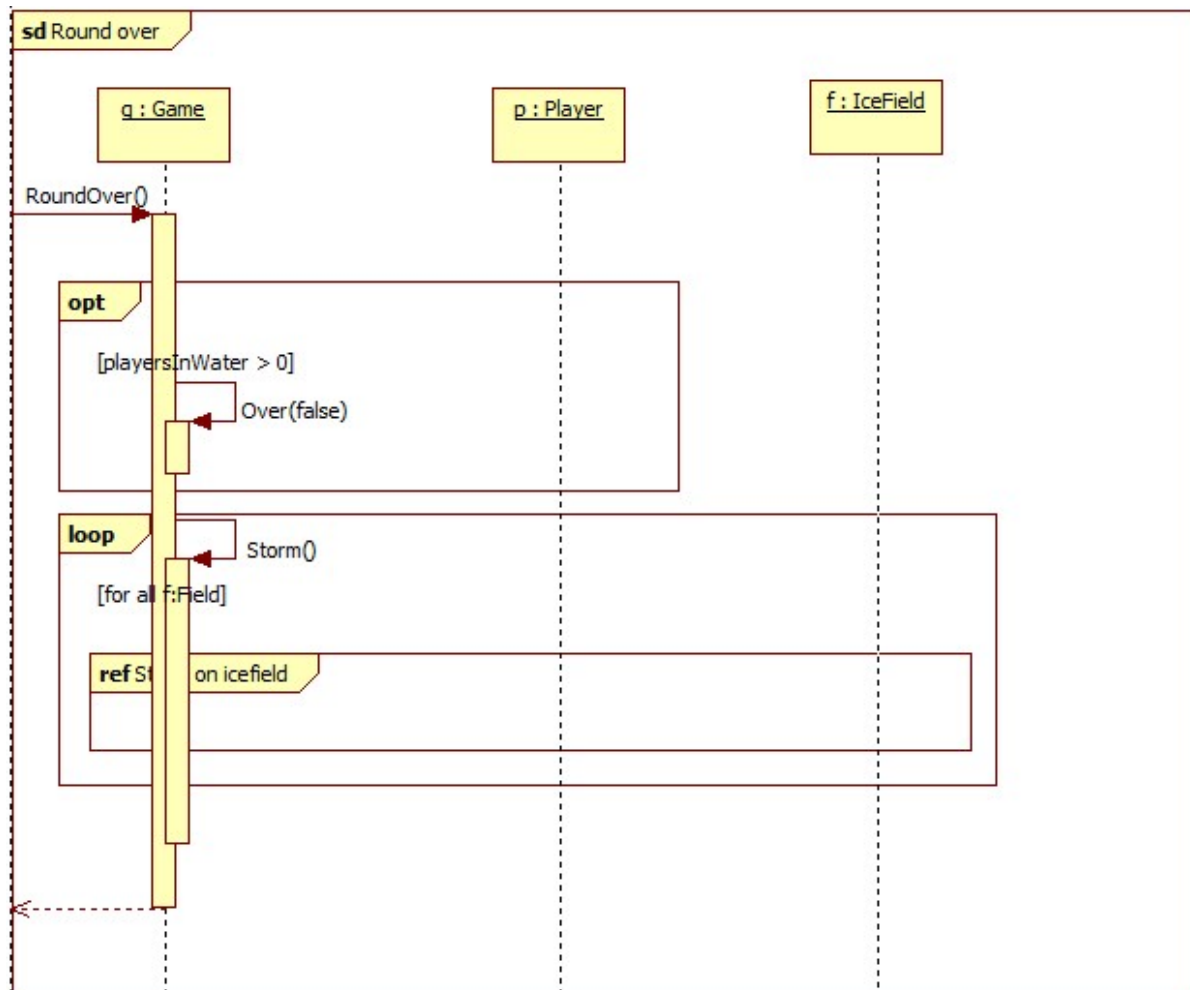 sd Round over
g : Game
p : Player
f : IceField
RoundOver()
opt
[playersInWater > 0]
Over(false)
loop
Storm()
[for all f:Field]
ref St on icefield